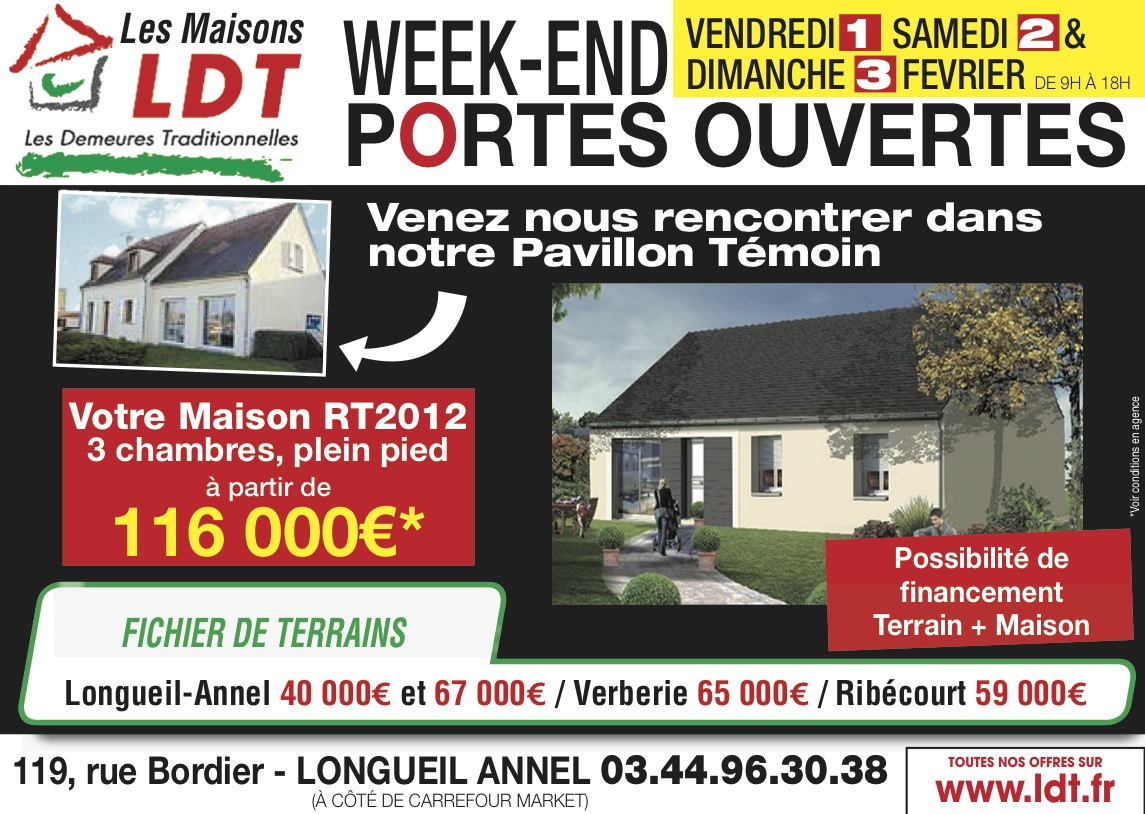 Les Maisons
LDT
Les Demeures Traditionnelles
WEEK-END
PORTES OUVERTES
VENDREDI 1 SAMEDI 2 &
DIMANCHE 3 FEVRIER DE 9H À 18H
Venez nous rencontrer dans
notre Pavillon Témoin
Votre Maison RT2012
3 chambres, plein pied
à partir de
116 000€*
*Voir conditions en agence
Possibilité de
financement
Terrain + Maison
FICHIER DE TERRAINS
Longueil-Annel 40 000€ et 67 000€ / Verberie 65 000€ / Ribécourt 59 000€
119, rue Bordier - LONGUEIL ANNEL 03.44.96.30.38
(À CÔTÉ DE CARREFOUR MARKET)
TOUTES NOS OFFRES SUR
www.ldt.fr